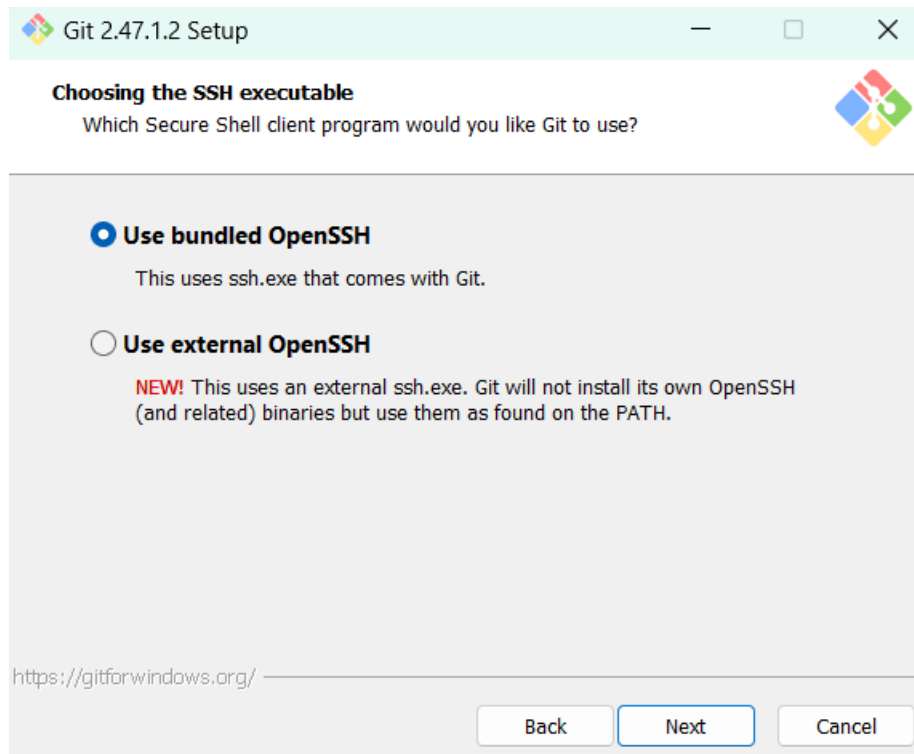 Git 2.47.1.2 Setup
Choosing the SSH executable
Which Secure Shell client program would you like Git to use?
Use bundled OpenSSH
This uses ssh.exe that comes with Git.
Use external OpenSSH
NEW! This uses an external ssh.exe. Git will not install its own OpenSSH
(and related) binaries but use them as found on the PATH.
https://gitforwindows.org/
Back Next Cancel